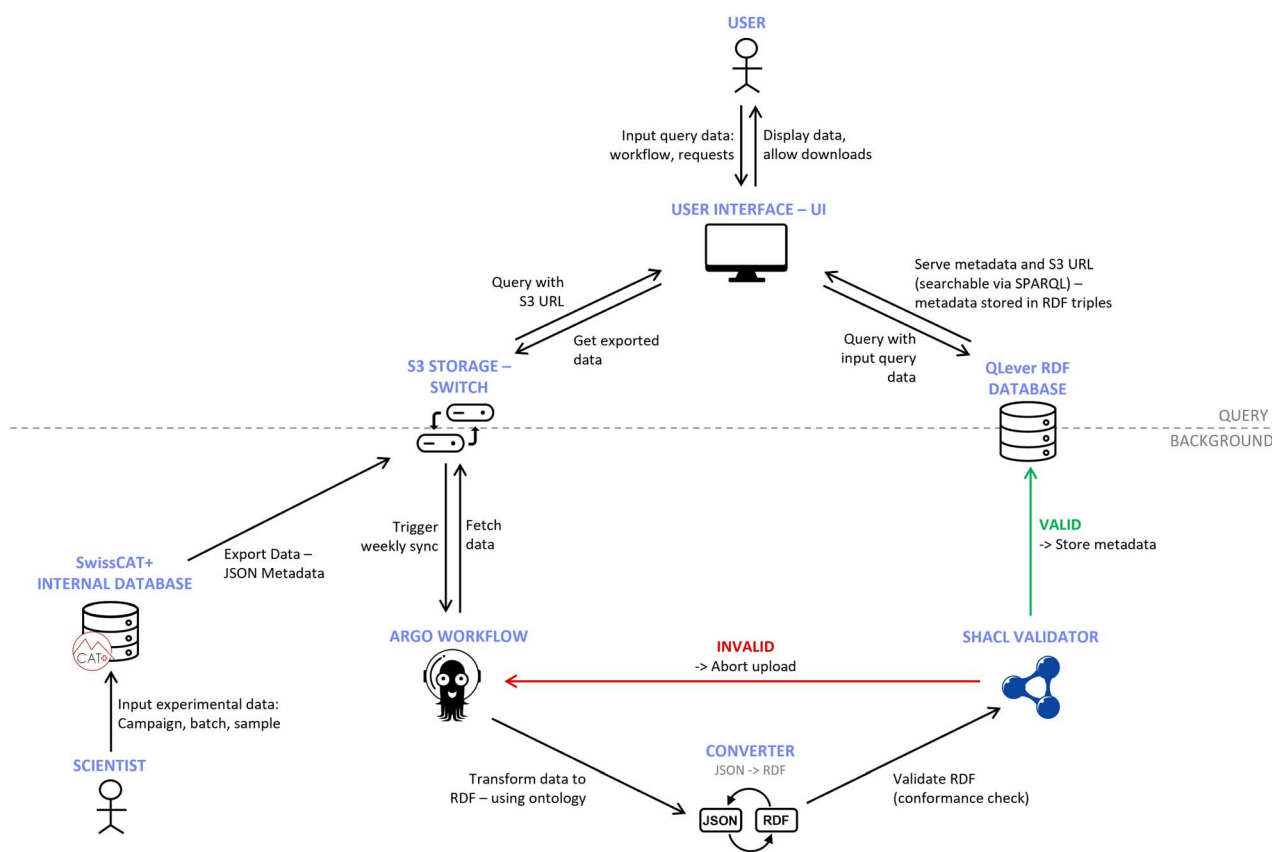 USER
Input query data:
workflow, requests
Display data,
allow downloads
USER INTERFACE – UI
Query with
S3 URL
Get exported
data
Serve metadata and S3 URL
(searchable via SPARQL) –
metadata stored in RDF triples
Query with
input query
data
S3 STORAGE –
SWITCH
QLever RDF
DATABASE
QUERY
BACKGROUND
Trigger
weekly sync
Fetch
data
VALID
-> Store metadata
Export Data –
JSON Metadata
SwissCAT+
INTERNAL DATABASE
CAT+
ARGO WORKFLOW
INVALID
-> Abort upload
SHACL VALIDATOR
Input experimental data:
Campaign, batch, sample
SCIENTIST
Transform data to
RDF – using ontology
CONVERTER
JSON -> RDF
JSON
RDF
Validate RDF
(conformance check)